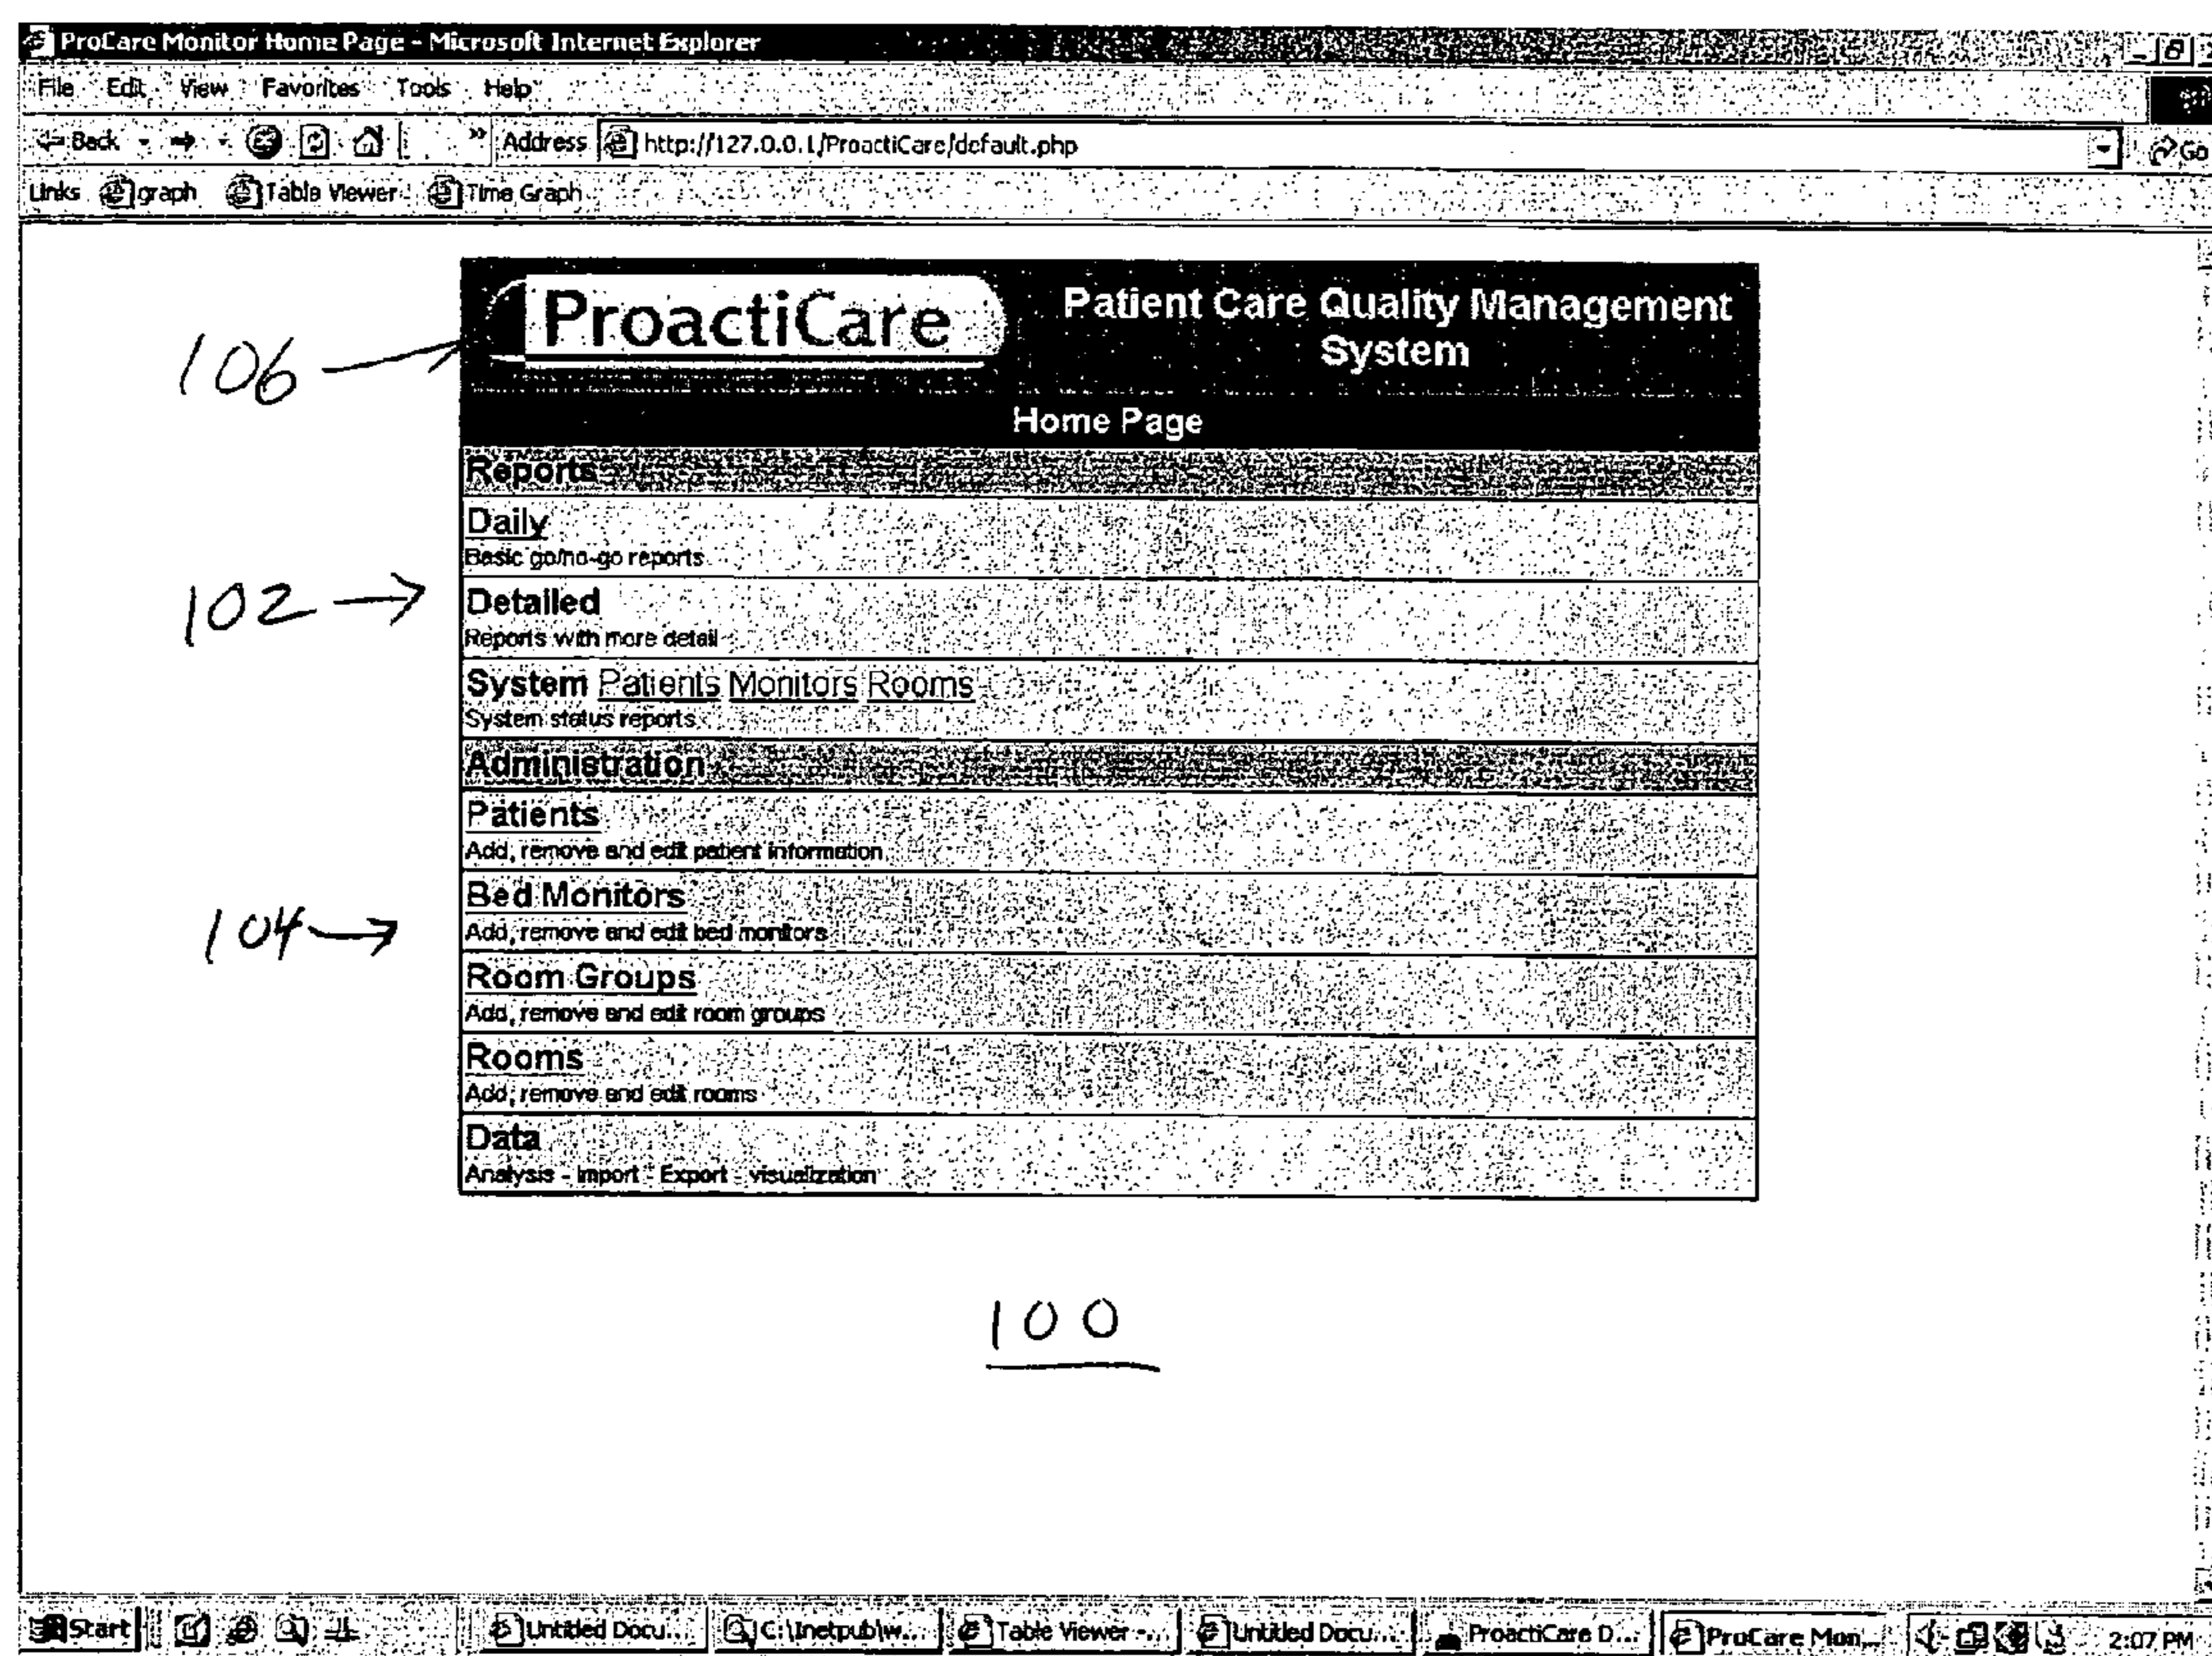 ProCare Monitor Home Page - Microsoft Internet Explorer
File Edit View Favorites Tools Help
Back » Address http://127.0.0.1/ProactiCare/default.php Go
Links graph Table Viewer Time Graph
ProactiCare
Patient Care Quality Management
System
106
Home Page
Reports
Daily
Basic go/no-go reports
102
Detailed
Reports with more detail
System Patients Monitors Rooms
System status reports
Administration
Patients
Add, remove and edit patient information
104
Bed Monitors
Add, remove and edit bed monitors
Room Groups
Add, remove and edit room groups
Rooms
Add, remove and edit rooms
Data
Analysis - Import - Export - visualization
100
Start Untitled Docu... C:\Inetpub\w... Table Viewer -... Untitled Docu... ProactiCare D... ProCare Mon... 2:07 PM